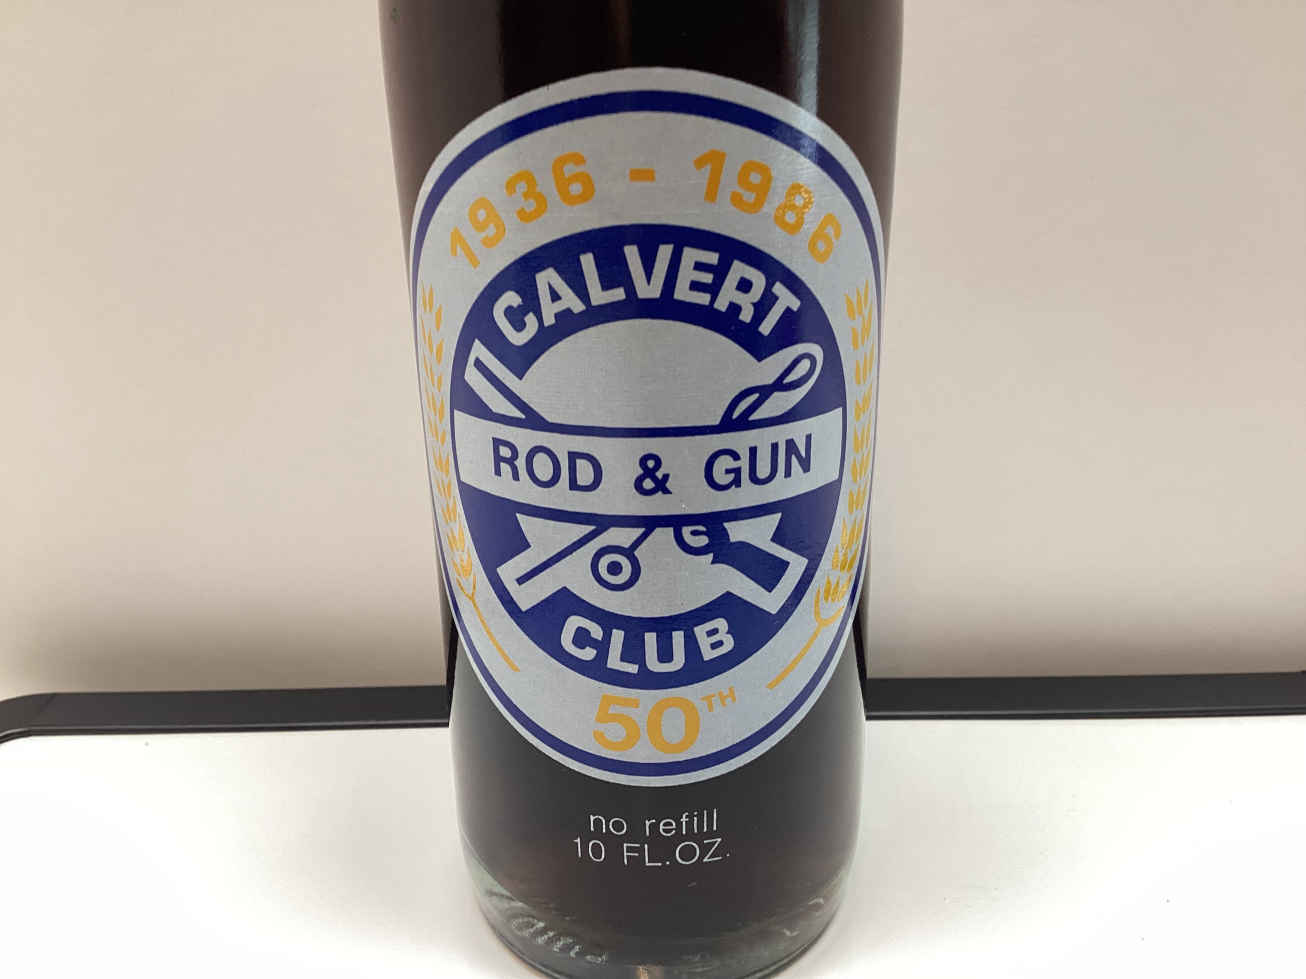 1936 - 1986
CALVERT
ROD & GUN
CLUB
50TH
no refill
10 FL.OZ.